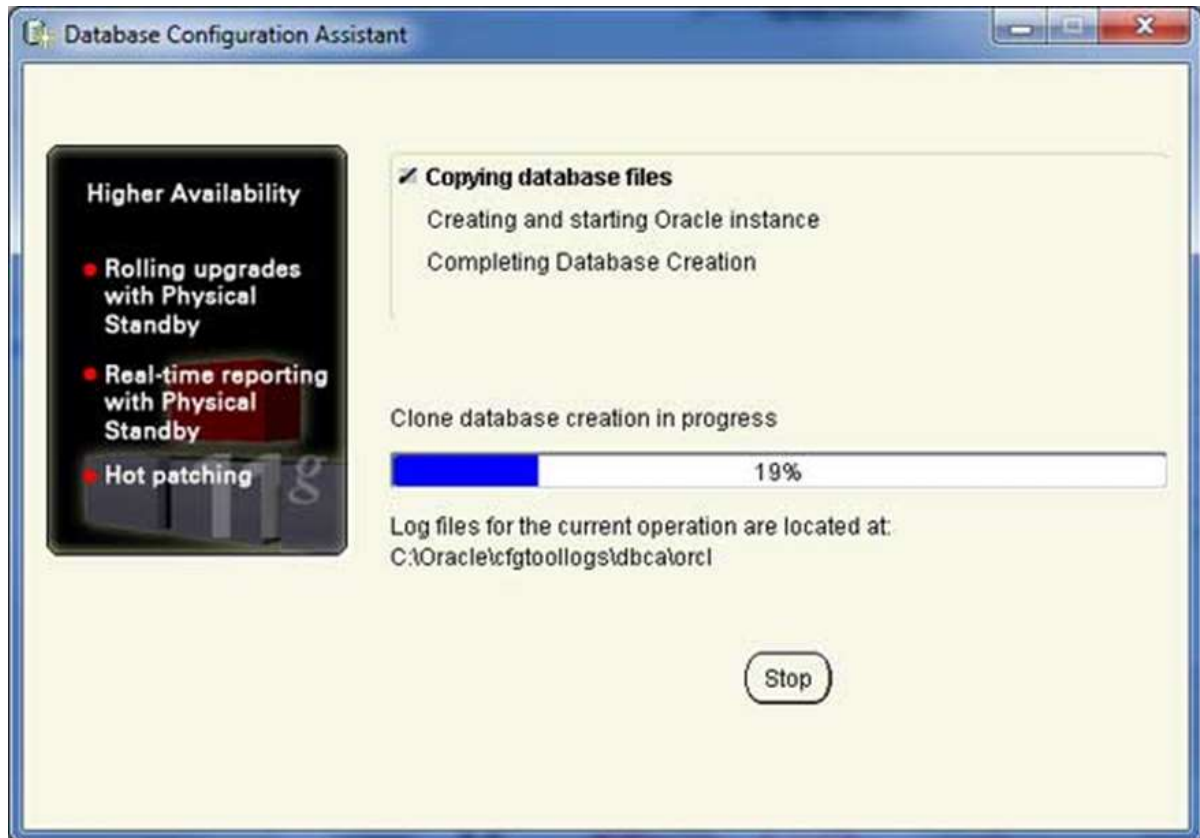 Database Configuration Assistant
Higher Availability
Rolling upgrades
with Physical
Standby
Real-time reporting
with Physical
Standby
Hot patching
11g
Copying database files
Creating and starting Oracle instance
Completing Database Creation
Clone database creation in progress
19%
Log files for the current operation are located at:
C:\Oracle\cfgtoollogs\dbca\orcl
Stop